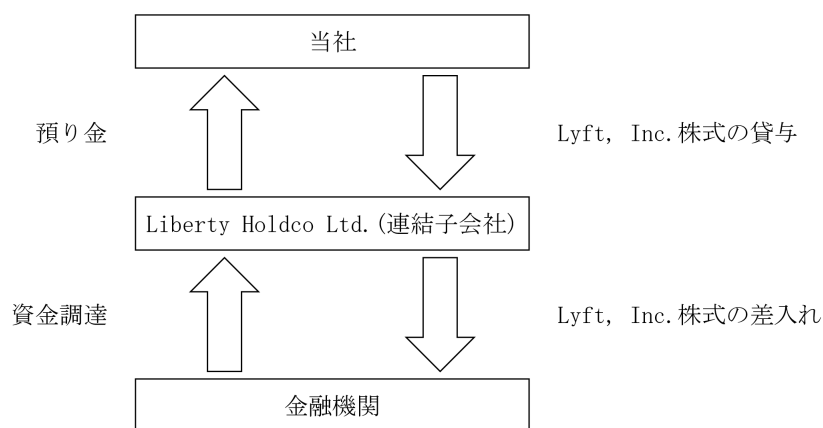 当社
預り金
Lyft, Inc.株式の貸与
Liberty Holdco Ltd.(連結子会社)
資金調達
Lyft, Inc.株式の差入れ
金融機関